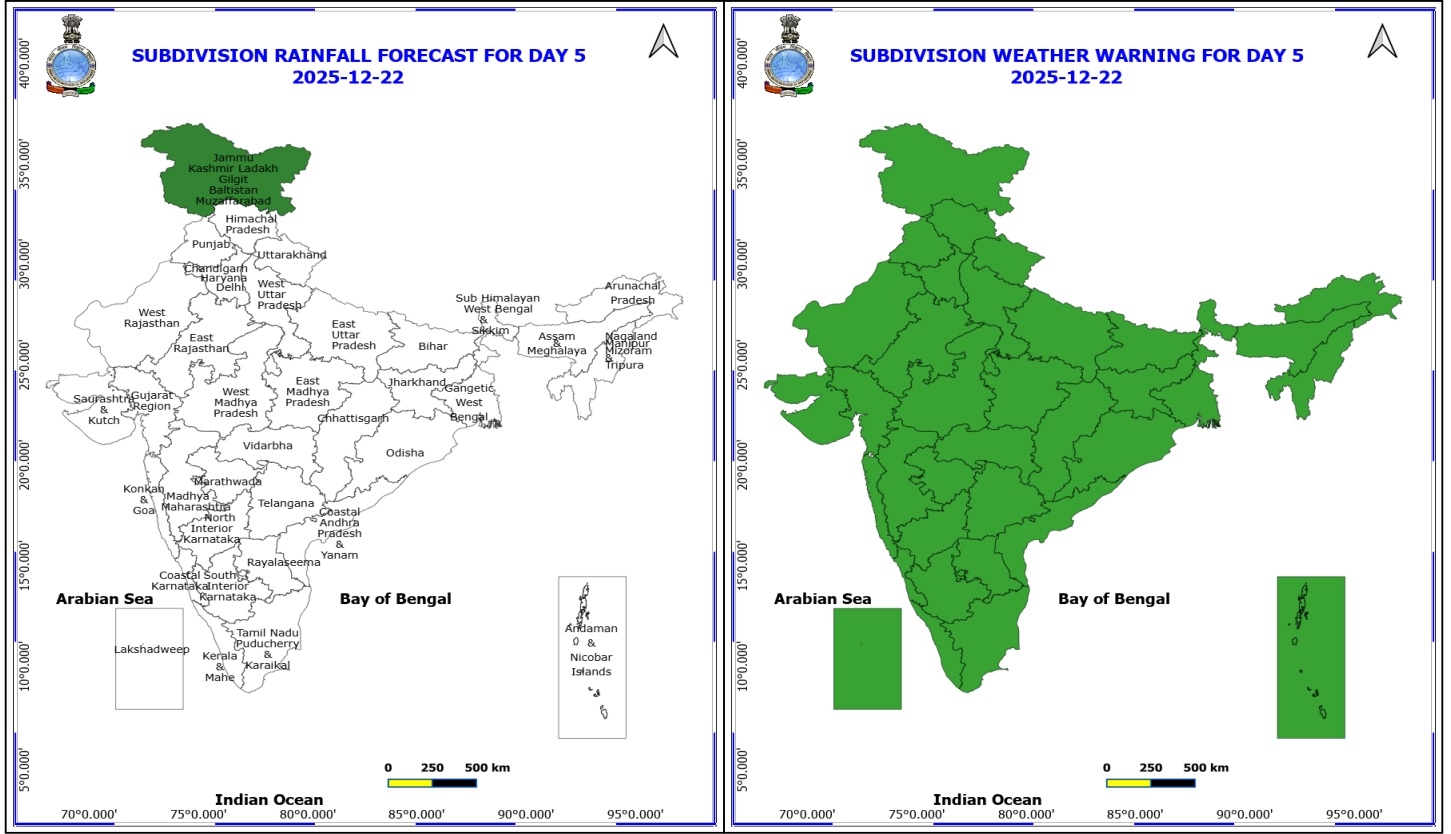 SUBDIVISION RAINFALL FORECAST FOR DAY 5
2025-12-22
40°0.000'
35°0.000'
30°0.000'
25°0.000'
20°0.000'
15°0.000'
10°0.000'
5°0.000'
Jammu
Kashmir Ladakh
Gilgit
Baltistan
Muzaffarabad
Himachal
Pradesh
Punjab
Uttarakhand
Chandigarh
Haryana
Delhi
West
Uttar
Pradesh
Arunachal
Pradesh
Sub Himalayan
West Bengal
&
Sikkim
West
Rajasthan
East
Rajasthan
East
Uttar
Pradesh
Bihar
Assam
&
Meghalaya
Nagaland
Manipur
Mizoram
&
Tripura
Saurashtra
&
Kutch
Gujarat
Region
West
Madhya
Pradesh
East
Madhya
Pradesh
Jharkhand
Gangetic
West
Bengal
Chhattisgarh
Vidarbha
Odisha
Konkan
&
Goa
Marathwada
Madhya
Maharashtra
Telangana
North
Interior
Karnataka
Coastal
Andhra
Pradesh
&
Yanam
Rayalaseema
Coastal
Karnataka
South
Interior
Karnataka
Arabian Sea
Bay of Bengal
Lakshadweep
Kerala
&
Mahe
Tamil Nadu
Puducherry
&
Karaikal
Andaman
&
Nicobar
Islands
0 250 500 km
Indian Ocean
70°0.000' 75°0.000' 80°0.000' 85°0.000' 90°0.000' 95°0.000'
SUBDIVISION WEATHER WARNING FOR DAY 5
2025-12-22
40°0.000'
35°0.000'
30°0.000'
25°0.000'
20°0.000'
15°0.000'
10°0.000'
5°0.000'
Arabian Sea
Bay of Bengal
0 250 500 km
Indian Ocean
70°0.000' 75°0.000' 80°0.000' 85°0.000' 90°0.000' 95°0.000'